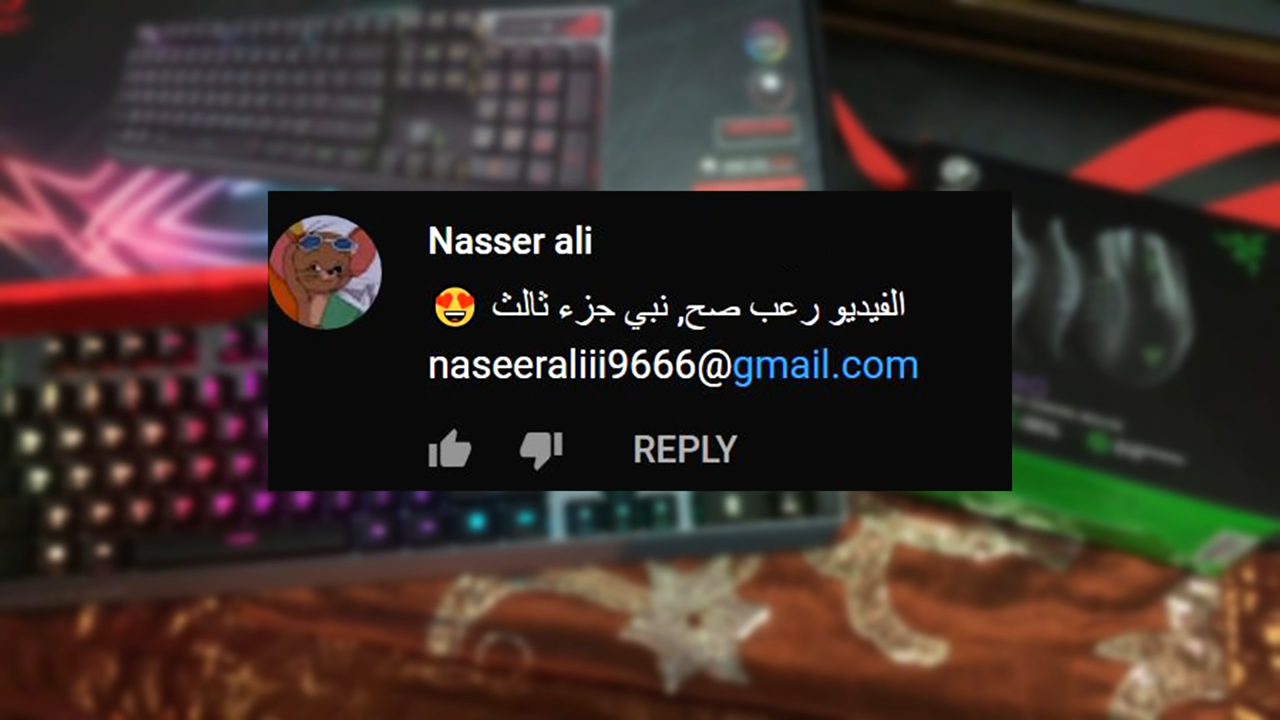 Nasser ali
الفيديو رعب صح, نبي جزء ثالث 😍
naseeraliii9666@gmail.com
REPLY